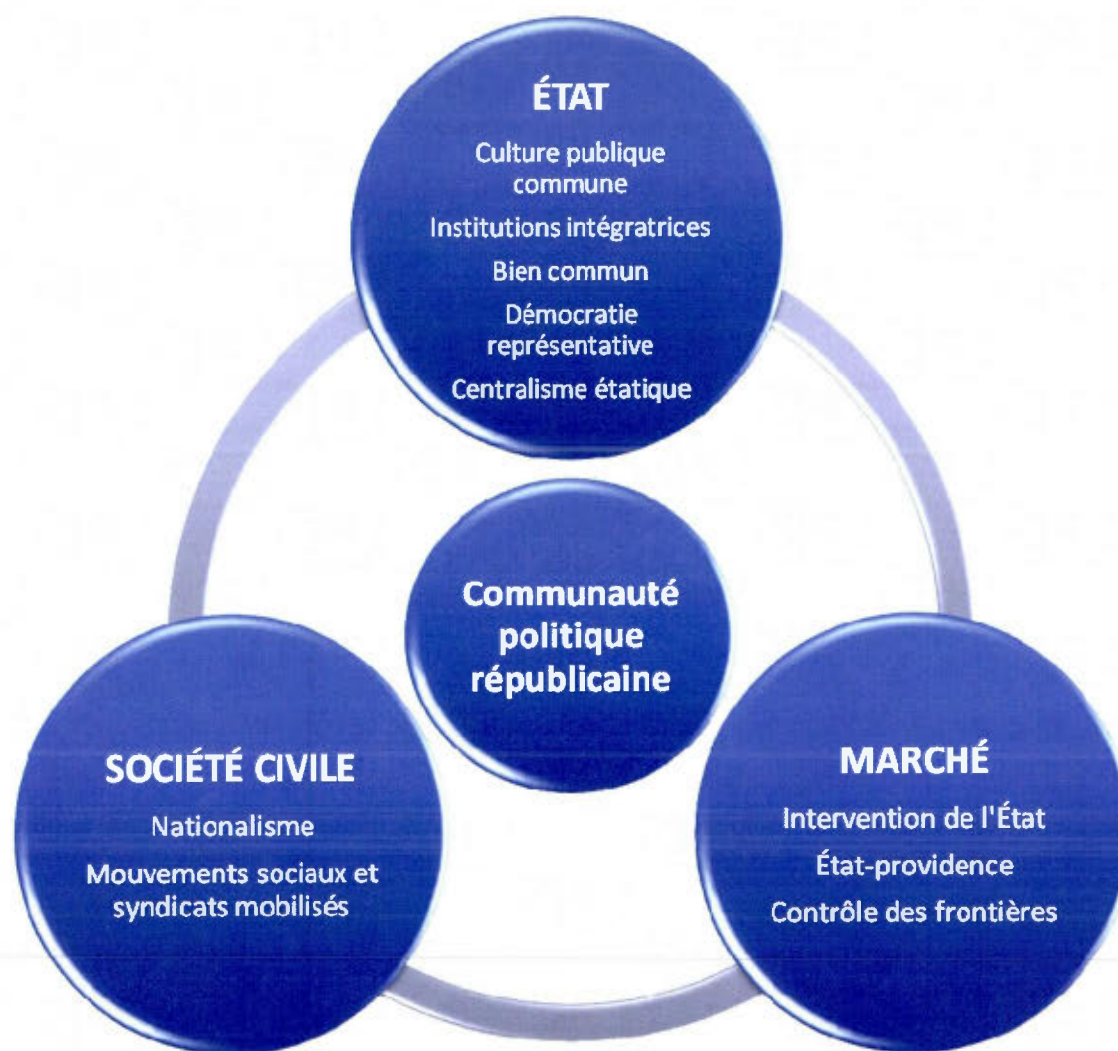 ÉTAT
Culture publique
commune
Institutions intégratrices
Bien commun
Démocratie
représentative
Centralisme étatique
Communauté
politique
républicaine
SOCIÉTÉ CIVILE
Nationalisme
Mouvements sociaux et
syndicats mobilisés
MARCHÉ
Intervention de l'État
État-providence
Contrôle des frontières